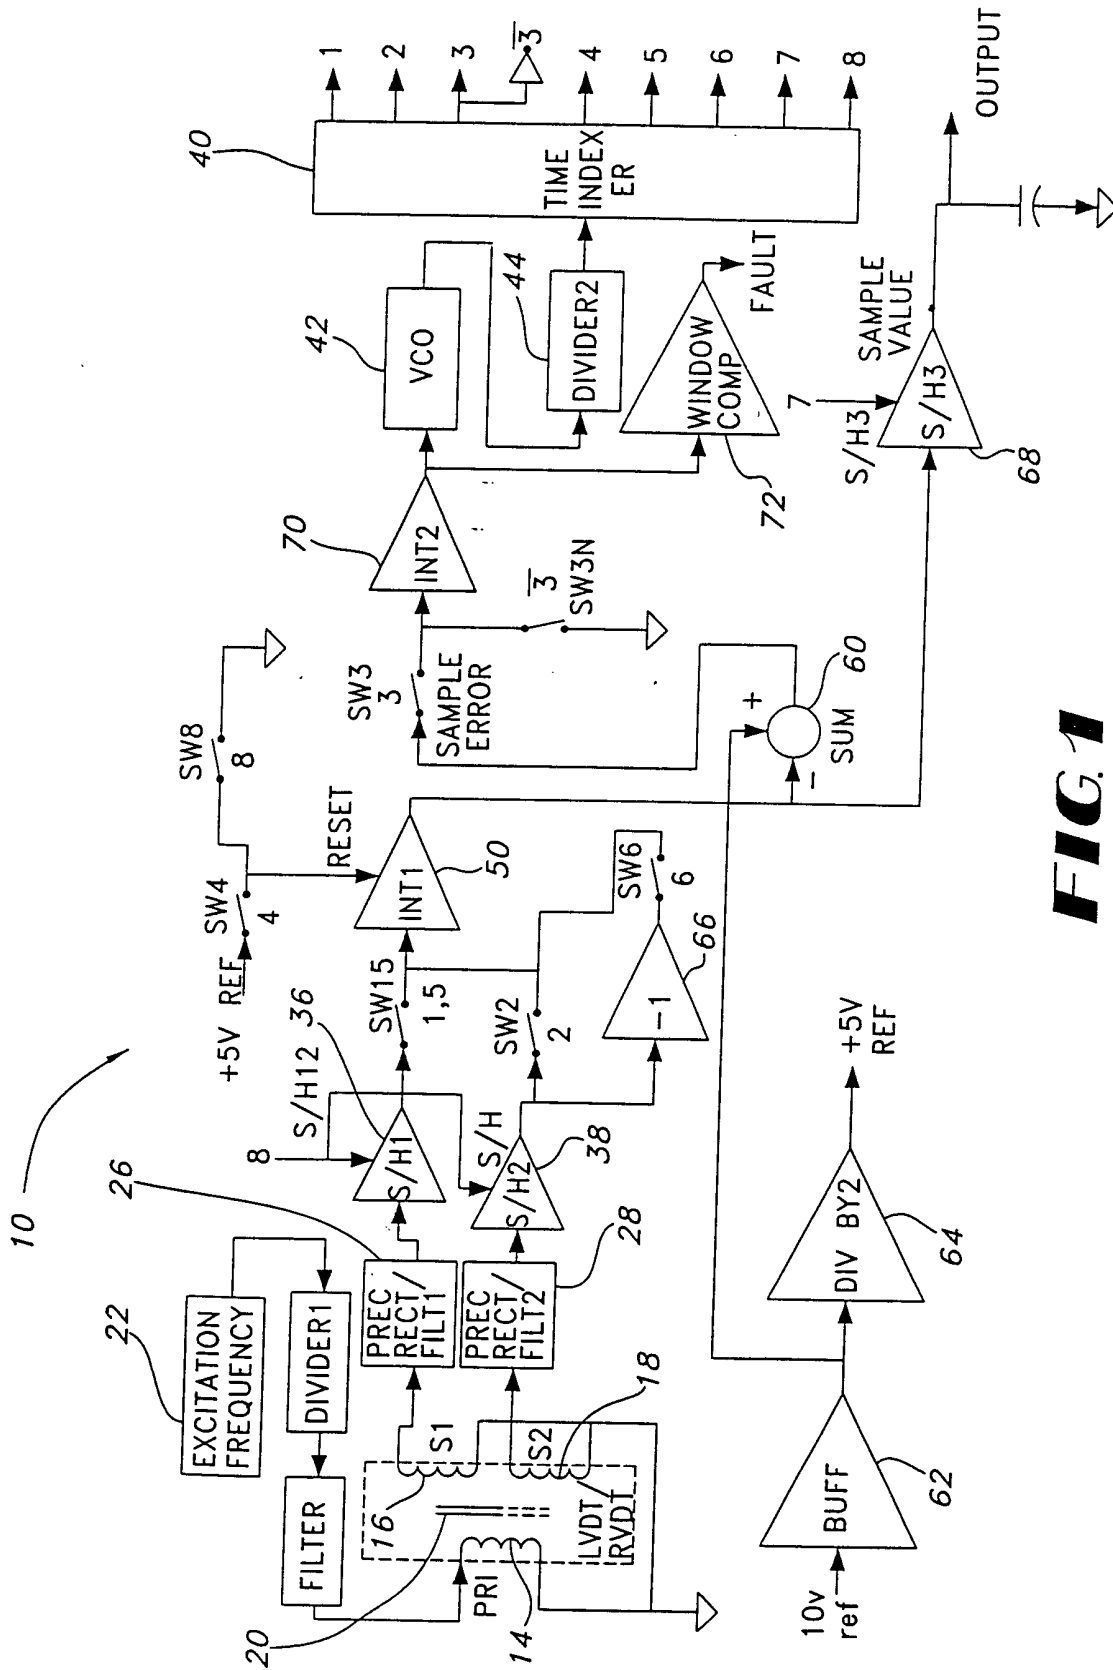 10
22
EXCITATION
FREQUENCY
DIVIDER1
FILTER
20
16
PRI
14
S1
S2
18
LVDT/
RVDT
26
PREC
RECT/
FILT1
PREC
RECT/
FILT2
28
8
S/H12
36
S/H1
S/H
S/H2
38
+5V REF
SW4
4
SW8
8
RESET
SW15
1,5
SW2
2
INT1
50
SW6
6
-1
66
SW3
3
SAMPLE
ERROR
3
SW3N
70
INT2
42
VCO
44
DIVIDER2
WINDOW
COMP
72
FAULT
40
TIME
INDEX
ER
1
2
3
3
4
5
6
7
8
+
-
SUM
60
10v
ref
BUFF
62
DIV BY2
64
+5V
REF
7
S/H3
S/H3
68
SAMPLE
VALUE
OUTPUT
FIG. 1